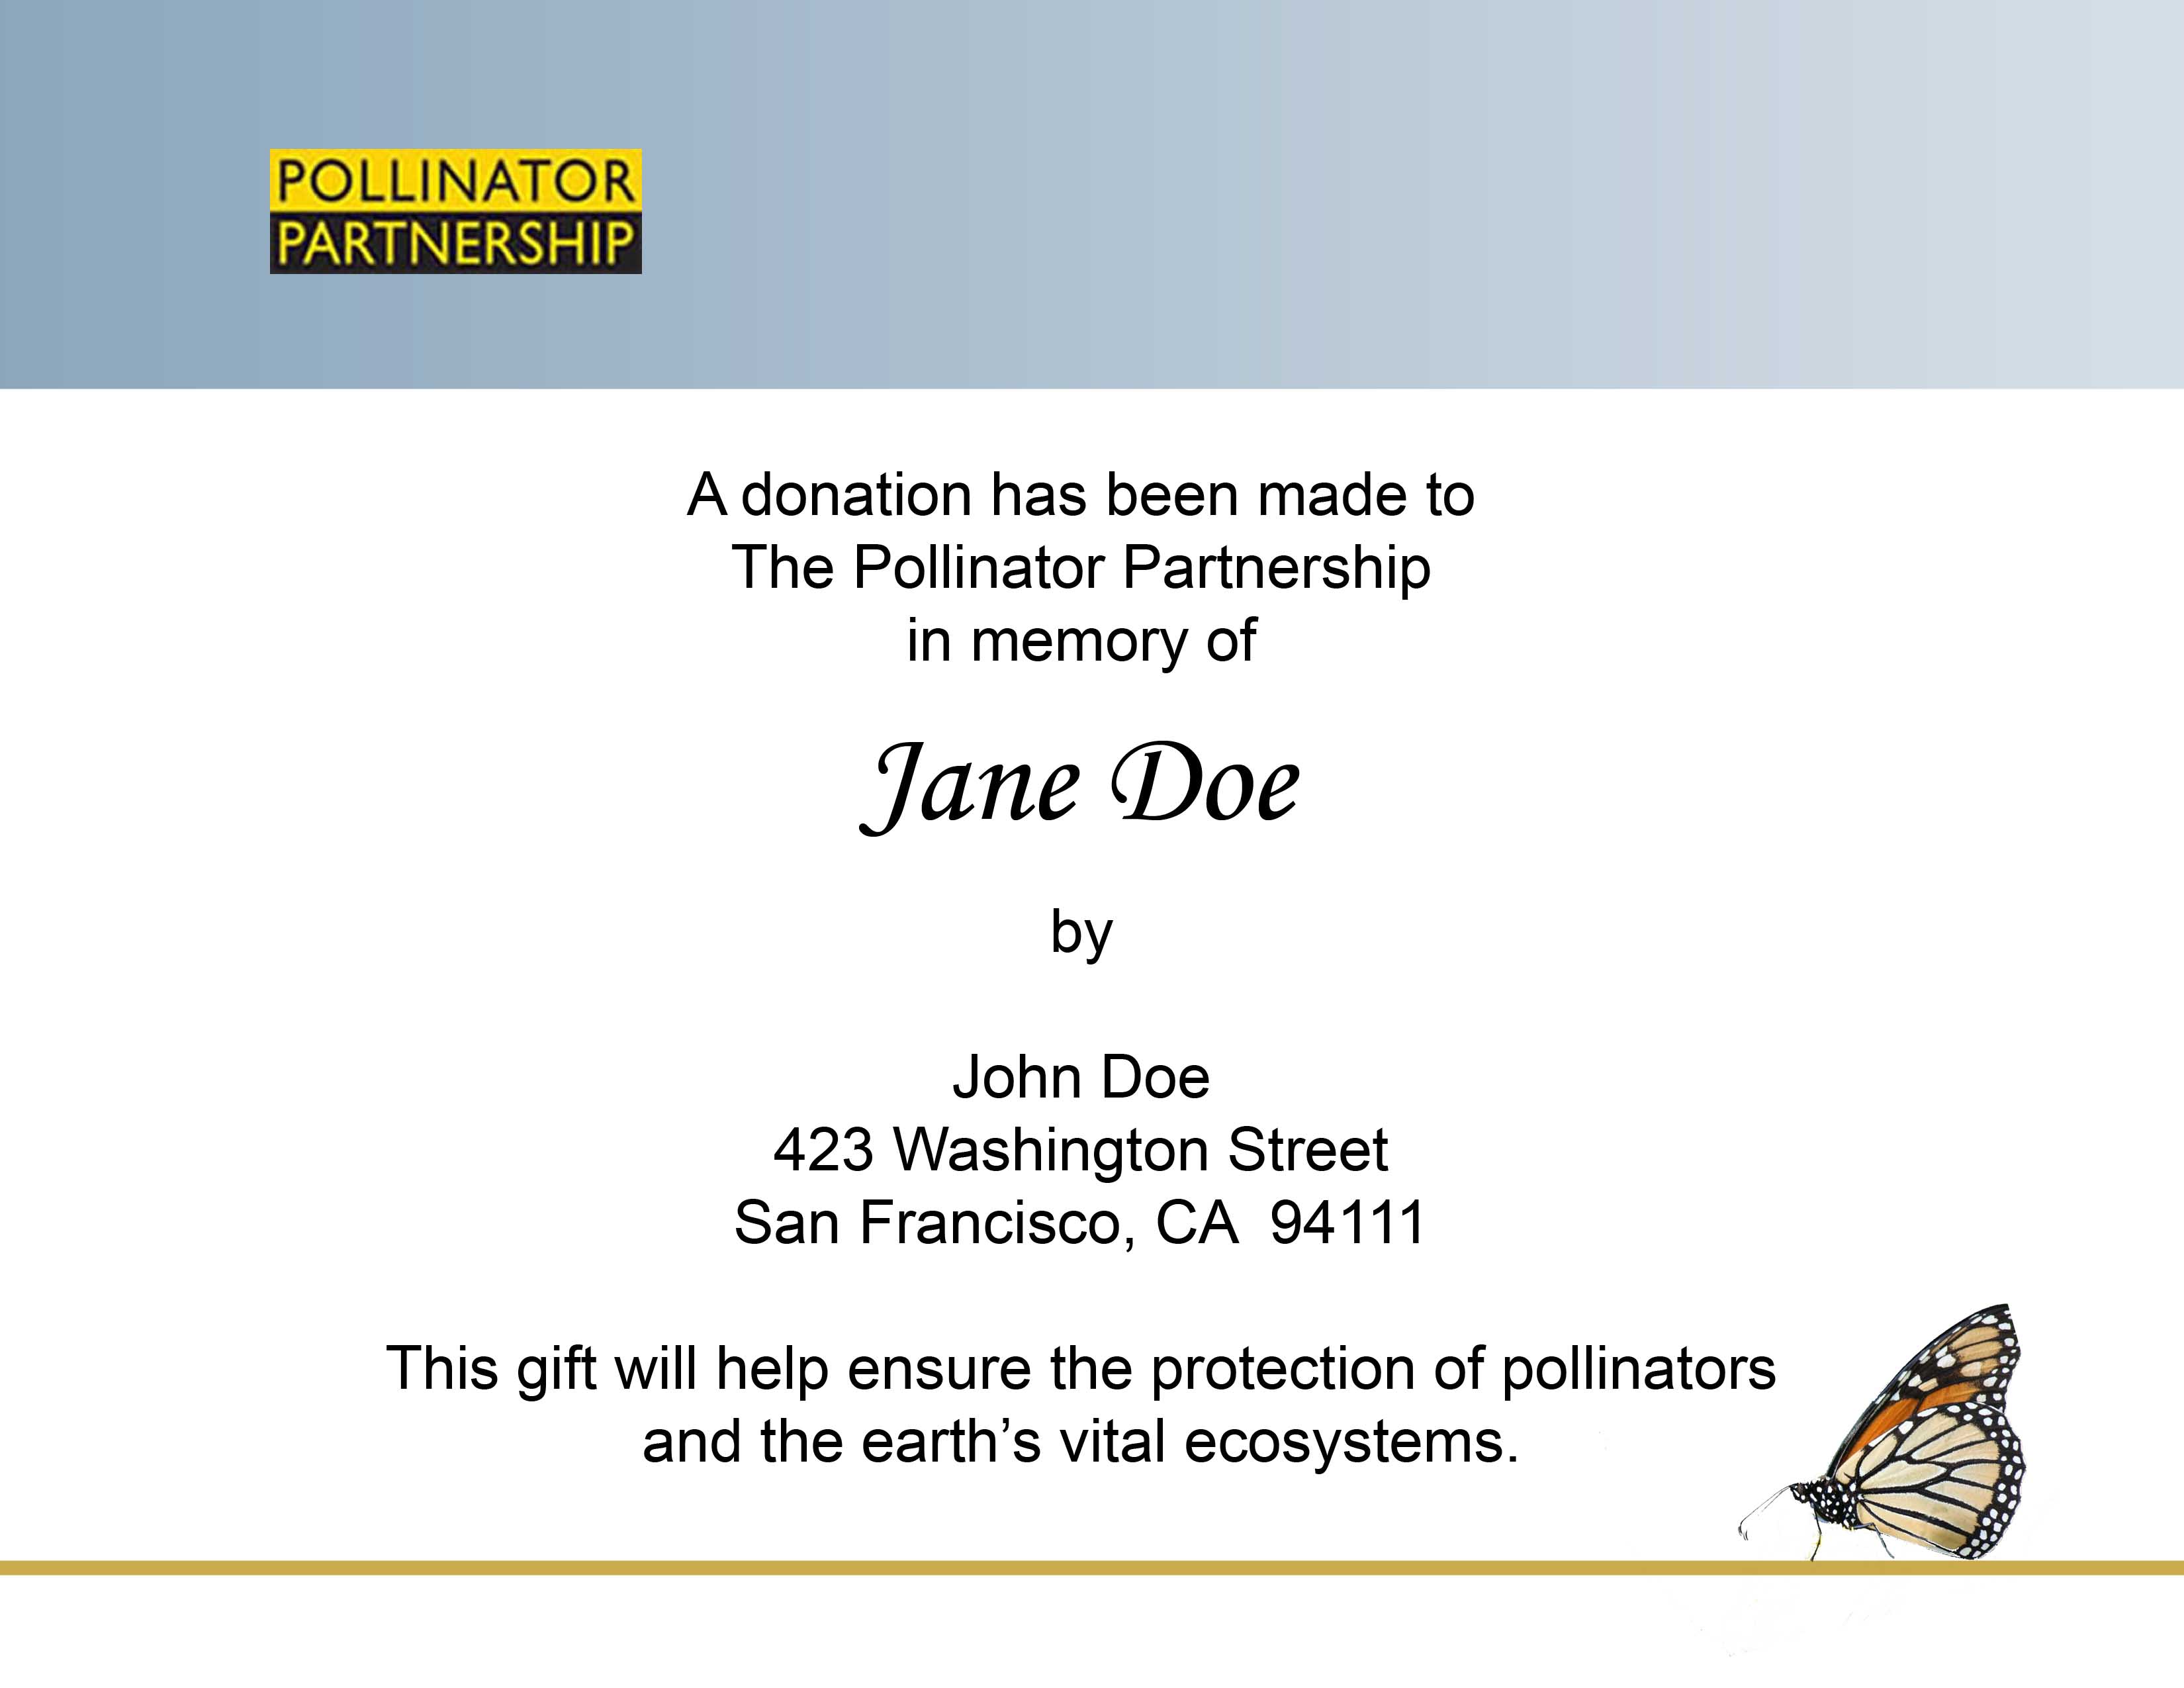 POLLINATOR
PARTNERSHIP
A donation has been made to
The Pollinator Partnership
in memory of
Jane Doe
by
John Doe
423 Washington Street
San Francisco, CA  94111
This gift will help ensure the protection of pollinators
and the earth’s vital ecosystems.